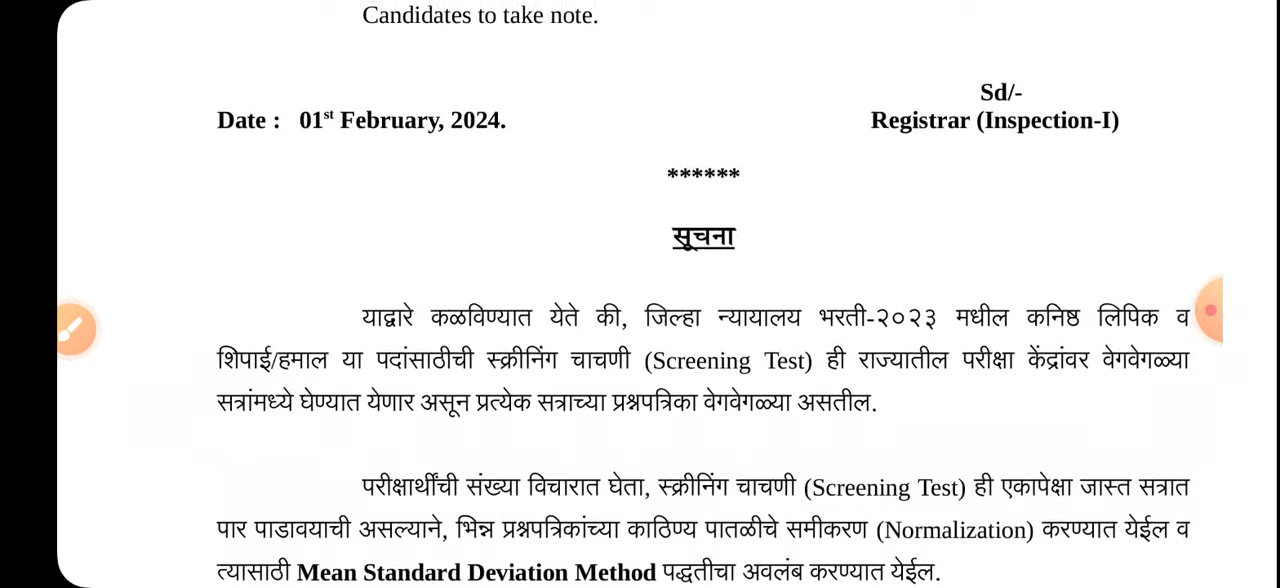 Candidates to take note.
Sd/-
Date : 01st February, 2024. Registrar (Inspection-I)
******
सूचना
याद्वारे कळविण्यात येते की, जिल्हा न्यायालय भरती-२०२३ मधील कनिष्ठ लिपिक व
शिपाई/हमाल या पदांसाठीची स्क्रीनिंग चाचणी (Screening Test) ही राज्यातील परीक्षा केंद्रांवर वेगवेगळ्या
सत्रांमध्ये घेण्यात येणार असून प्रत्येक सत्राच्या प्रश्नपत्रिका वेगवेगळ्या असतील.
परीक्षार्थींची संख्या विचारात घेता, स्क्रीनिंग चाचणी (Screening Test) ही एकापेक्षा जास्त सत्रात
पार पाडावयाची असल्याने, भिन्न प्रश्नपत्रिकांच्या काठिण्य पातळीचे समीकरण (Normalization) करण्यात येईल व
त्यासाठी Mean Standard Deviation Method पद्धतीचा अवलंब करण्यात येईल.